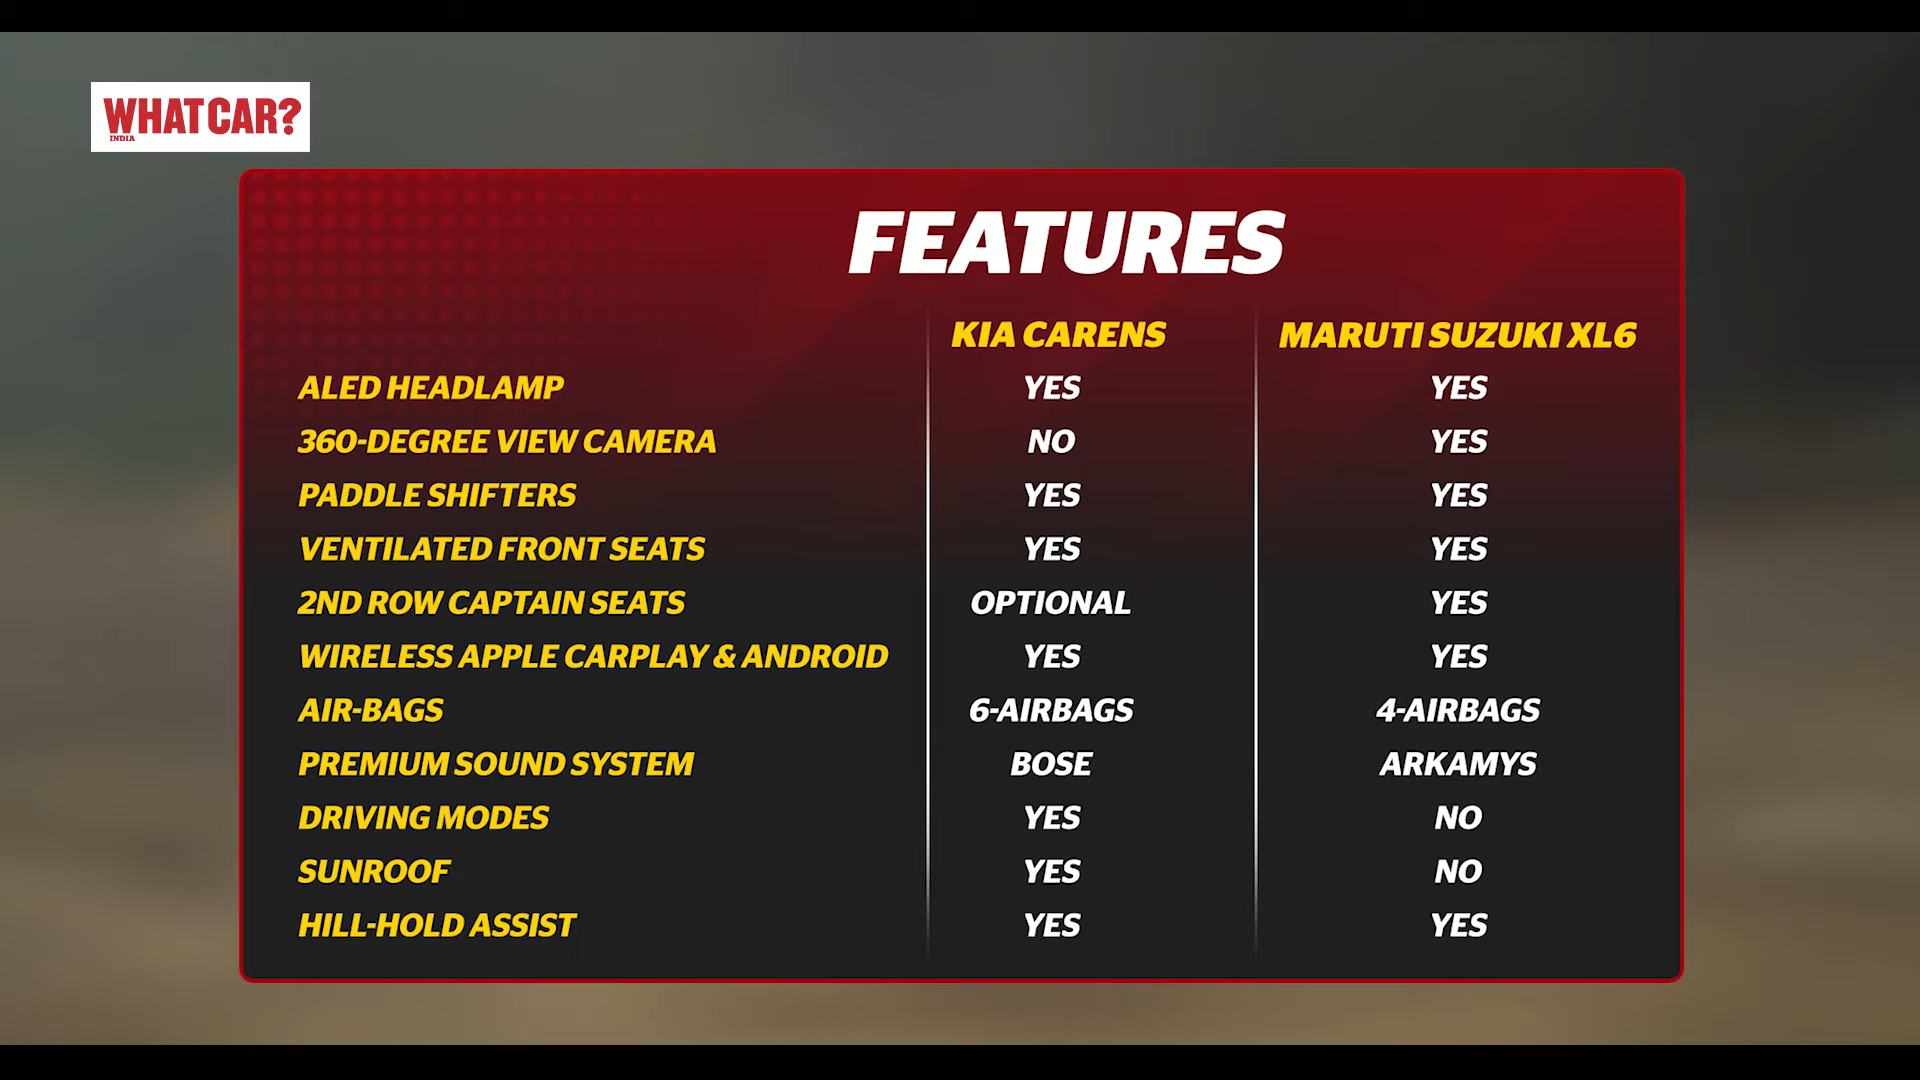 WHAT CAR?
INDIA
FEATURES
KIA CARENS MARUTI SUZUKI XL6
ALED HEADLAMP YES YES
360-DEGREE VIEW CAMERA NO YES
PADDLE SHIFTERS YES YES
VENTILATED FRONT SEATS YES YES
2ND ROW CAPTAIN SEATS OPTIONAL YES
WIRELESS APPLE CARPLAY & ANDROID YES YES
AIR-BAGS 6-AIRBAGS 4-AIRBAGS
PREMIUM SOUND SYSTEM BOSE ARKAMYS
DRIVING MODES YES NO
SUNROOF YES NO
HILL-HOLD ASSIST YES YES